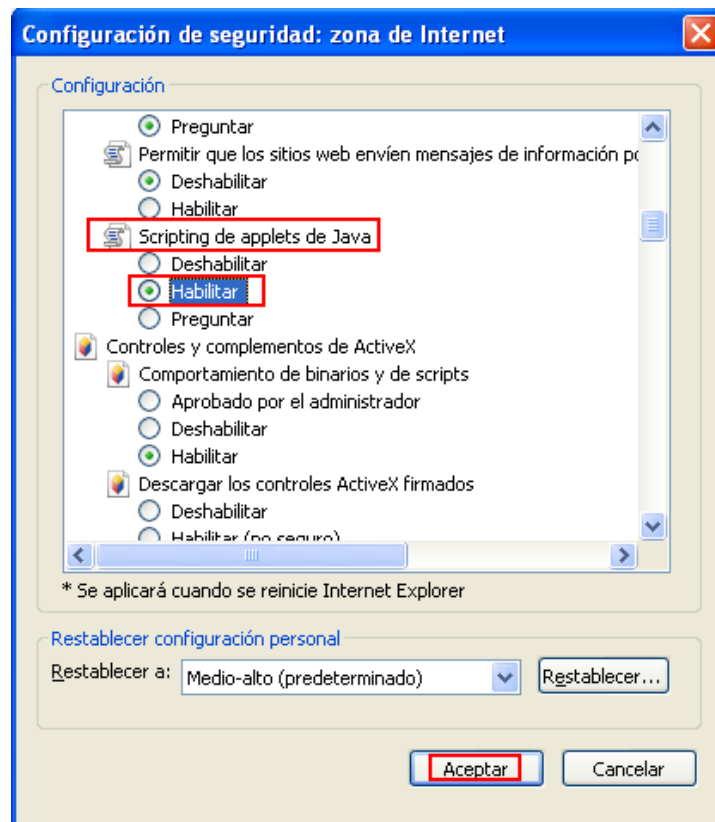 Configuración de seguridad: zona de Internet
Configuración
Preguntar
Permitir que los sitios web envíen mensajes de información
Deshabilitar
Habilitar
Scripting de applets de Java
Deshabilitar
Habilitar
Preguntar
Controles y complementos de ActiveX
Comportamiento de binarios y de scripts
Aprobado por el administrador
Deshabilitar
Habilitar
Descargar los controles ActiveX firmados
Deshabilitar
Habilitar (no seguro)
* Se aplicará cuando se reinicie Internet Explorer
Restablecer configuración personal
Restablecer a: Medio-alto (predeterminado) Restablecer...
Aceptar Cancelar